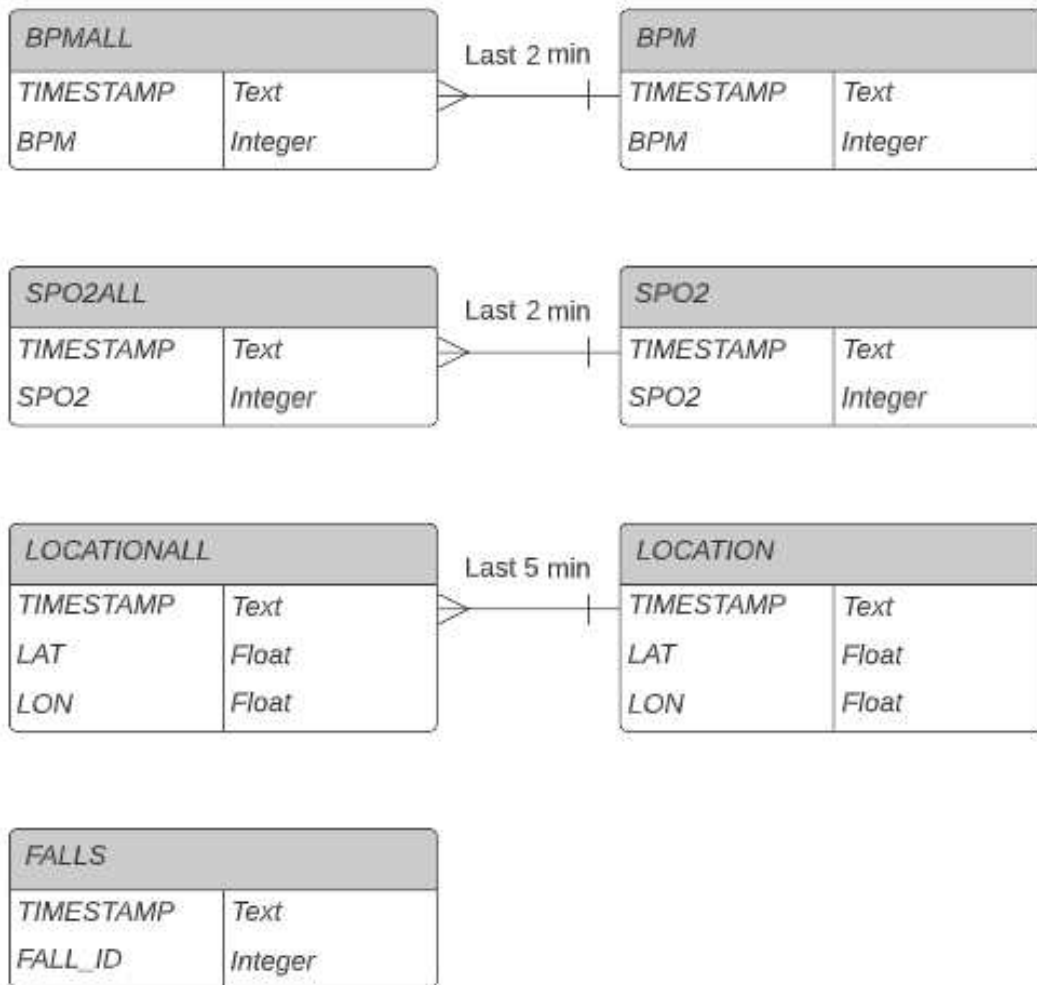 BPMALL
TIMESTAMP Text
BPM Integer
Last 2 min
BPM
TIMESTAMP Text
BPM Integer
SPO2ALL
TIMESTAMP Text
SPO2 Integer
Last 2 min
SPO2
TIMESTAMP Text
SPO2 Integer
LOCATIONALL
TIMESTAMP Text
LAT Float
LON Float
Last 5 min
LOCATION
TIMESTAMP Text
LAT Float
LON Float
FALLS
TIMESTAMP Text
FALL_ID Integer